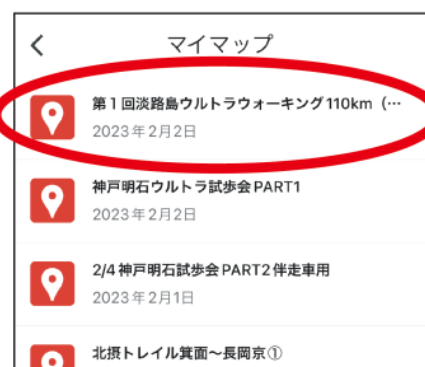 マイマップ
第1回淡路島ウルトラウォーキング110km（…
2023年2月2日
神戸明石ウルトラ試歩会PART1
2023年2月2日
2/4神戸明石試歩会PART2伴走車用
2023年2月1日
北摂トレイル箕面～長岡京①